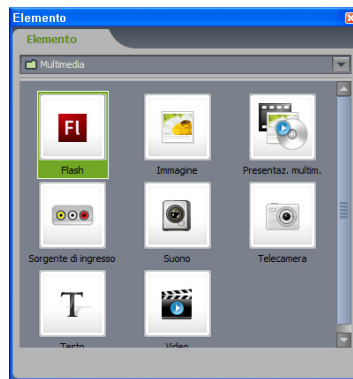 Elemento
Elemento
Multimedia
Fl
Flash
Immagine
Presentaz. multim.
Sorgente di ingresso
Suono
Telecamera
T
Testo
Video